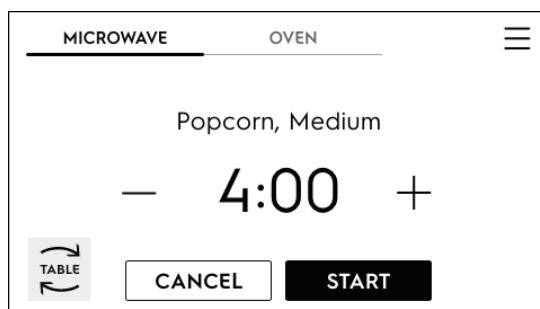 MICROWAVE OVEN
Popcorn, Medium
— 4:00 +
TABLE
CANCEL START